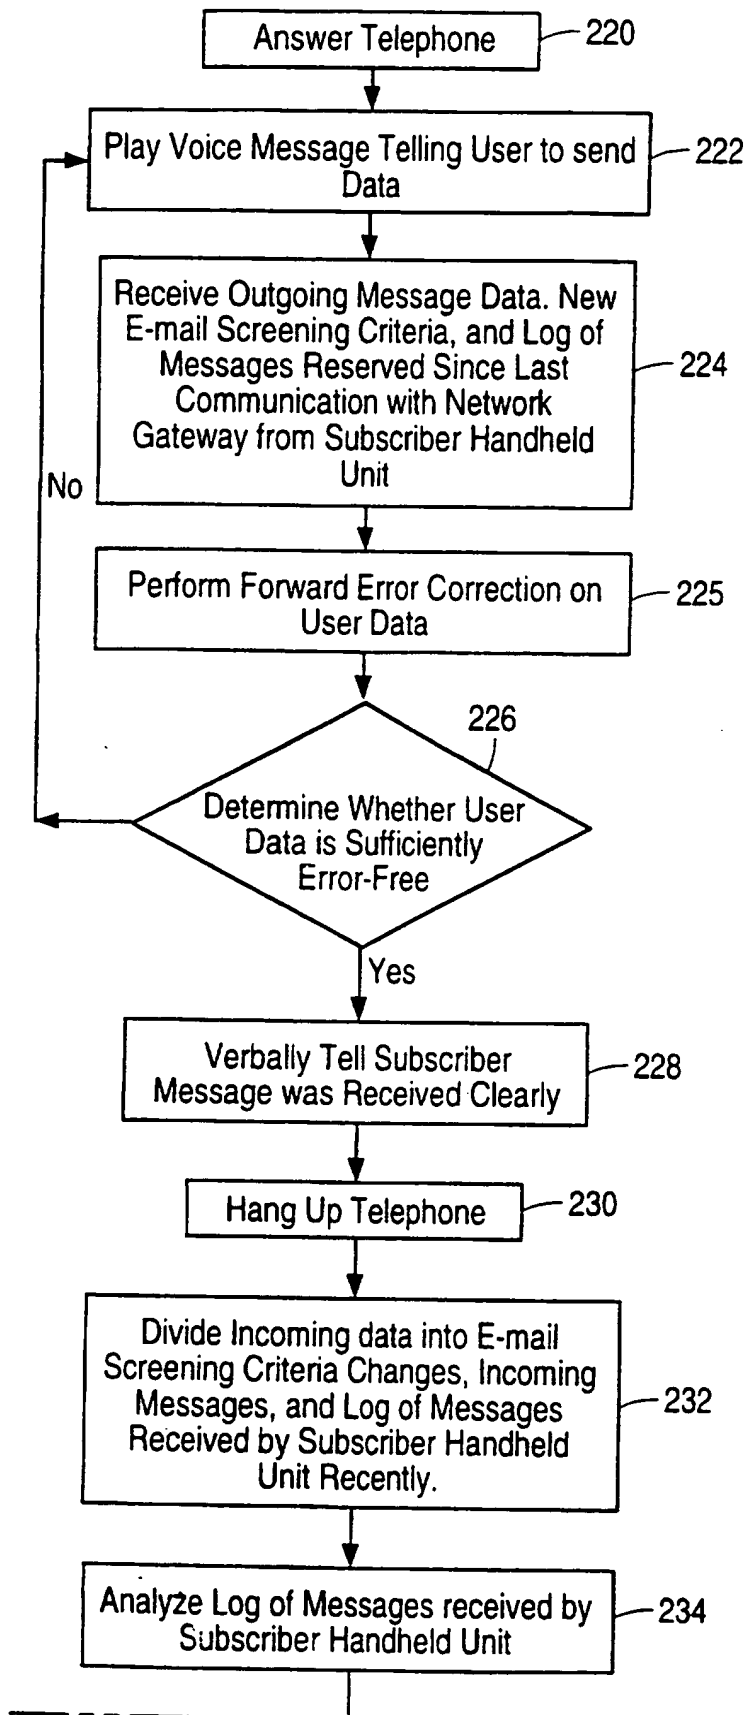 Answer Telephone
220
Play Voice Message Telling User to send
Data
222
Receive Outgoing Message Data. New
E-mail Screening Criteria, and Log of
Messages Reserved Since Last
Communication with Network
Gateway from Subscriber Handheld
Unit
224
No
Perform Forward Error Correction on
User Data
225
226
Determine Whether User
Data is Sufficiently
Error-Free
Yes
Verbally Tell Subscriber
Message was Received Clearly
228
Hang Up Telephone
230
Divide Incoming data into E-mail
Screening Criteria Changes, Incoming
Messages, and Log of Messages
Received by Subscriber Handheld
Unit Recently.
232
Analyze Log of Messages received by
Subscriber Handheld Unit
234